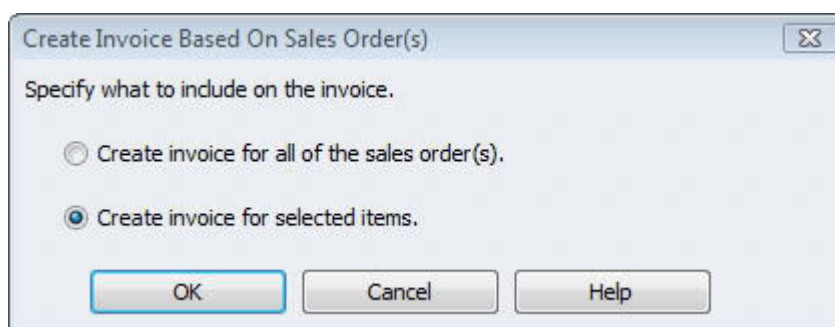 Create Invoice Based On Sales Order(s)
Specify what to include on the invoice.
Create invoice for all of the sales order(s).
Create invoice for selected items.
OK Cancel Help